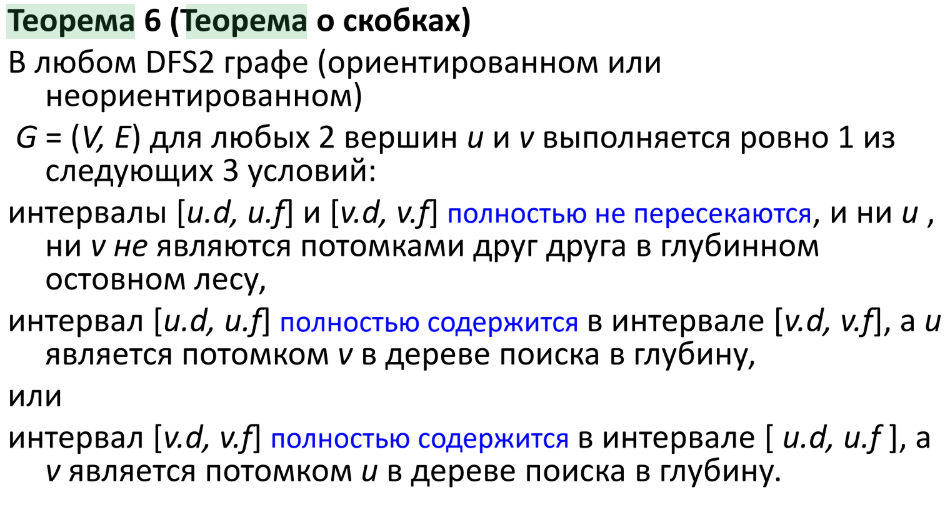 Теорема 6 (Теорема о скобках)
В любом DFS2 графе (ориентированном или
неориентированном)
G = (V, E) для любых 2 вершин u и v выполняется ровно 1 из
следующих 3 условий:
интервалы [u.d, u.f] и [v.d, v.f] полностью не пересекаются, и ни u ,
ни v не являются потомками друг друга в глубинном
остовном лесу,
интервал [u.d, u.f] полностью содержится в интервале [v.d, v.f], а u
является потомком v в дереве поиска в глубину,
или
интервал [v.d, v.f] полностью содержится в интервале [ u.d, u.f ], а
v является потомком u в дереве поиска в глубину.